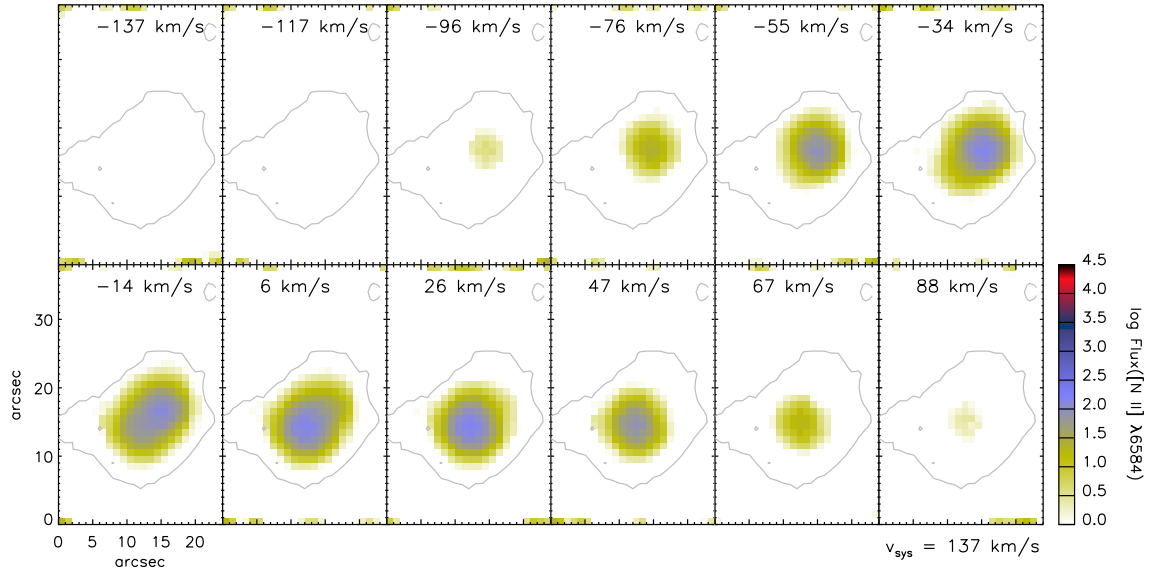 −137 km/s −117 km/s −96 km/s −76 km/s −55 km/s −34 km/s
−14 km/s 6 km/s 26 km/s 47 km/s 67 km/s 88 km/s
30
20
10
0
arcsec
0 5 10 15 20
arcsec
v_sys = 137 km/s
4.5
4.0
3.5
3.0
2.5
2.0
1.5
1.0
0.5
0.0
log Flux([N II] λ6584)